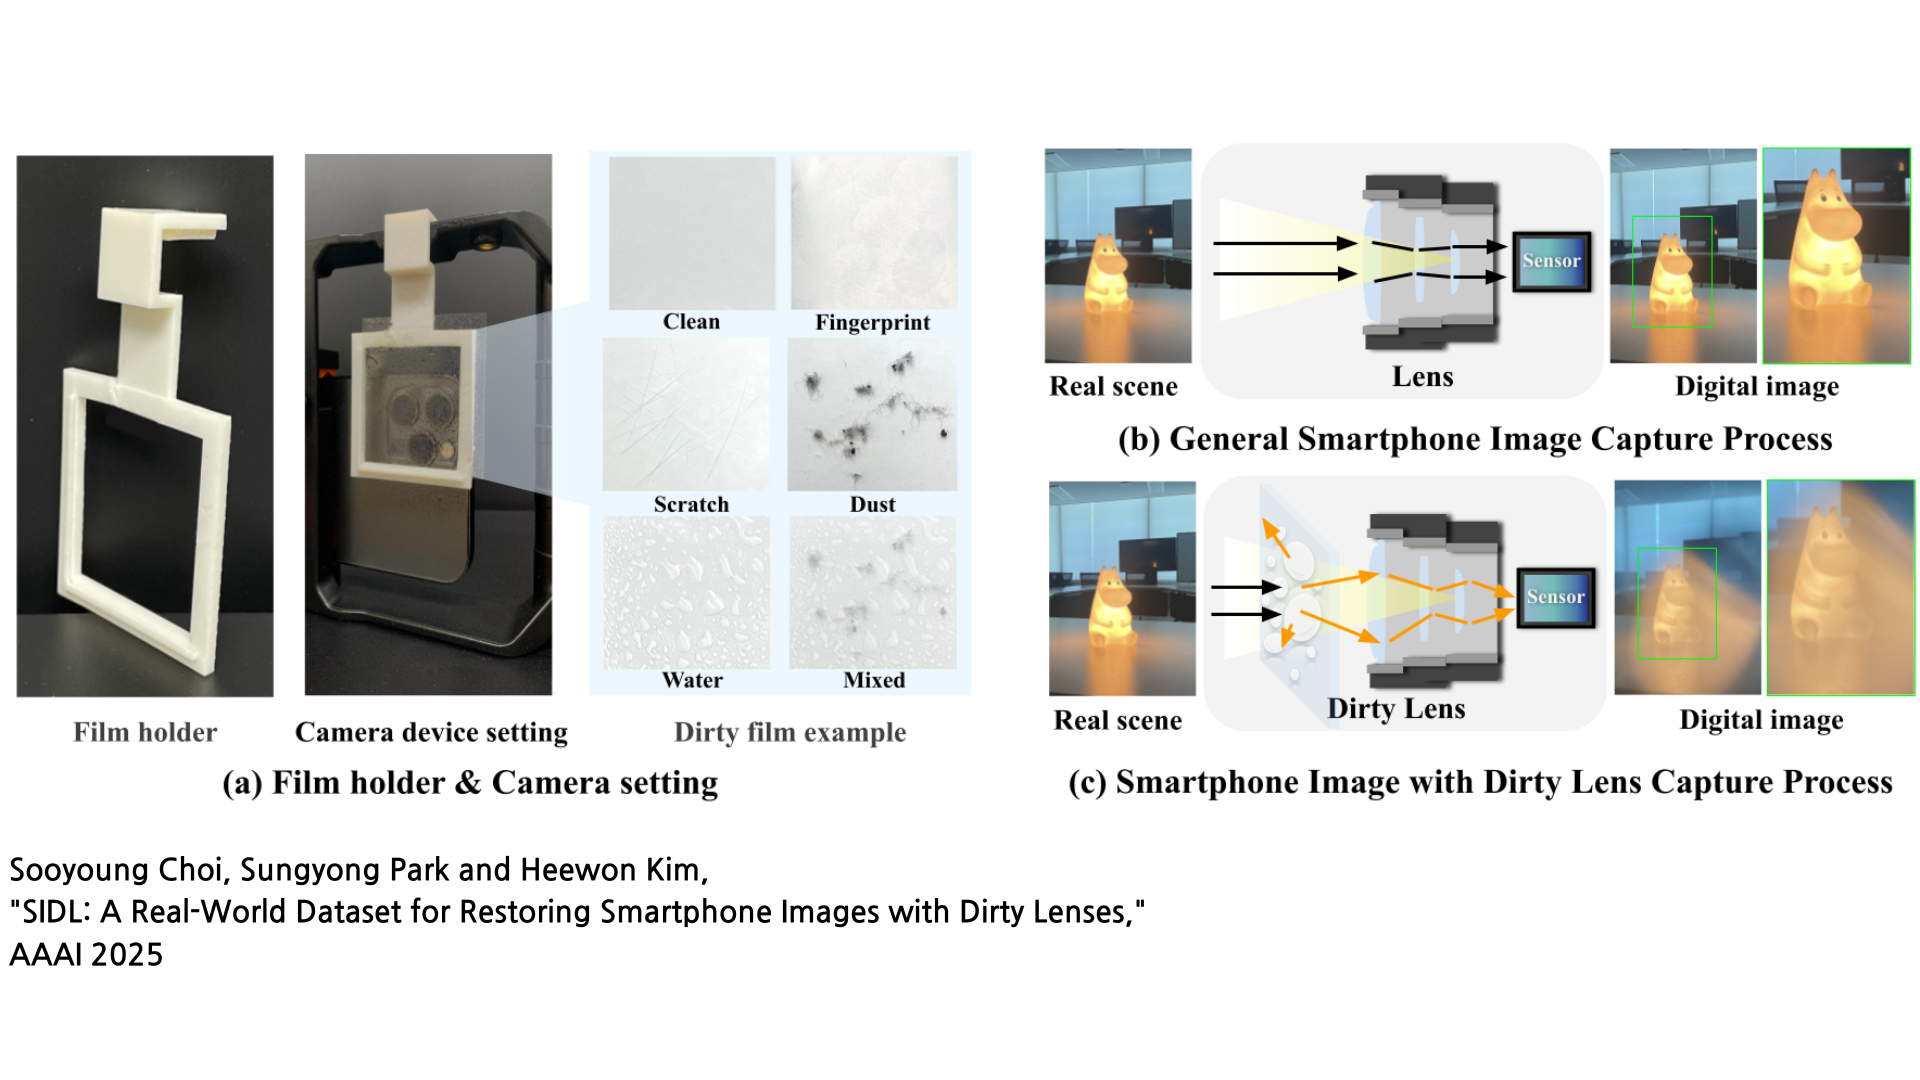 Clean
Fingerprint
Scratch
Dust
Water
Mixed
Film holder
Camera device setting
Dirty film example
(a) Film holder & Camera setting
Sensor
Lens
Real scene
Digital image
(b) General Smartphone Image Capture Process
Sensor
Dirty Lens
Real scene
Digital image
(c) Smartphone Image with Dirty Lens Capture Process
Sooyoung Choi, Sungyong Park and Heewon Kim,
"SIDL: A Real-World Dataset for Restoring Smartphone Images with Dirty Lenses,"
AAAI 2025